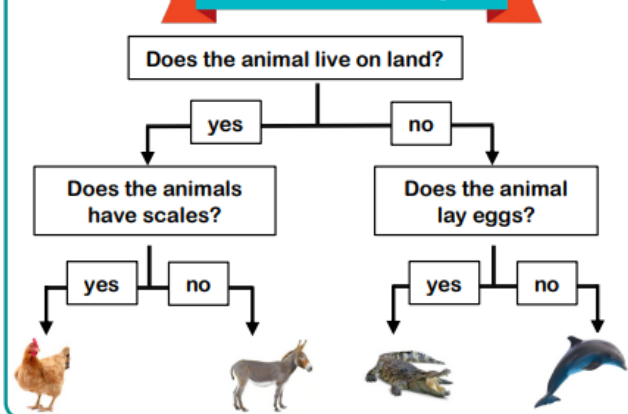 Does the animal live on land?
yes
no
Does the animals
have scales?
Does the animal
lay eggs?
yes
no
yes
no